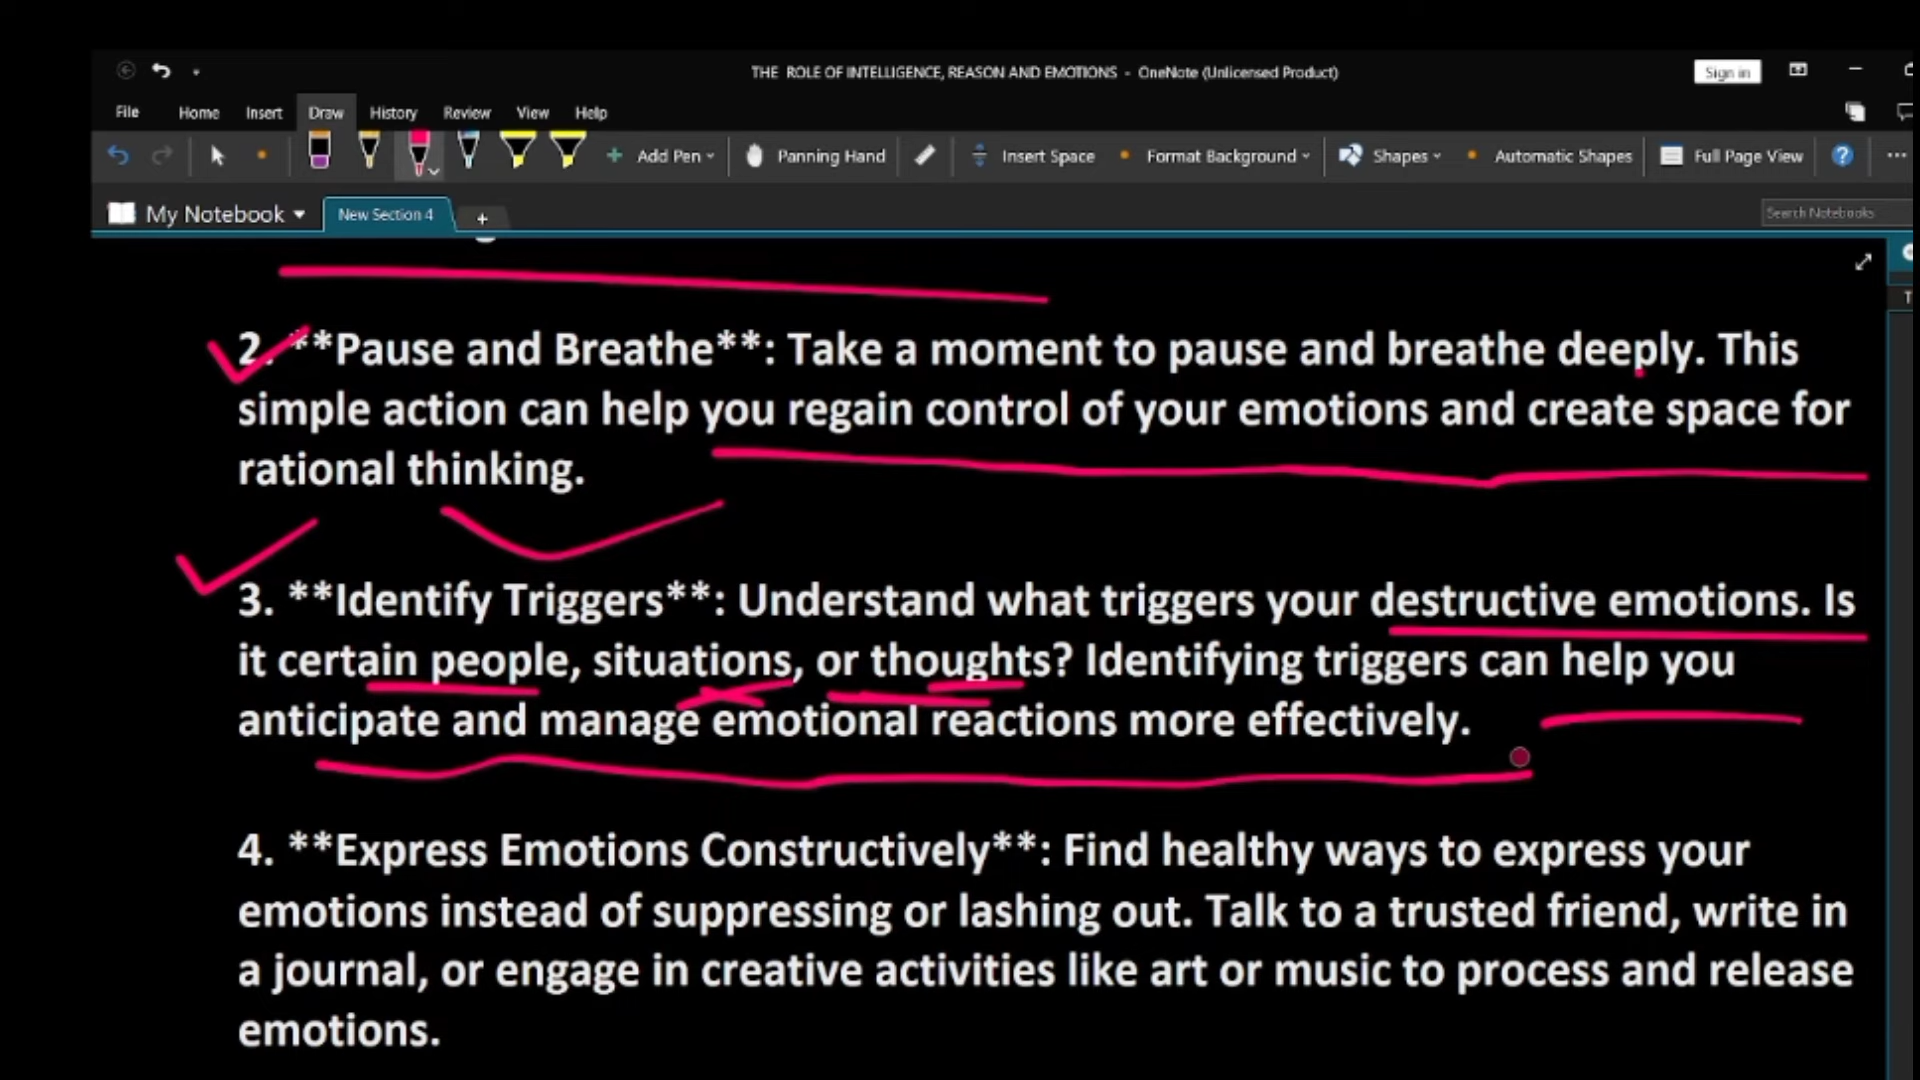 THE ROLE OF INTELLIGENCE, REASON AND EMOTIONS - OneNote (Unlicensed Product)
Sign in
File Home Insert Draw History Review View Help
Add Pen Panning Hand Insert Space Format Background Shapes Automatic Shapes Full Page View ? ...
My Notebook New Section 4 +
Search Notebooks
2. **Pause and Breathe**: Take a moment to pause and breathe deeply. This
simple action can help you regain control of your emotions and create space for
rational thinking.
3. **Identify Triggers**: Understand what triggers your destructive emotions. Is
it certain people, situations, or thoughts? Identifying triggers can help you
anticipate and manage emotional reactions more effectively.
4. **Express Emotions Constructively**: Find healthy ways to express your
emotions instead of suppressing or lashing out. Talk to a trusted friend, write in
a journal, or engage in creative activities like art or music to process and release
emotions.